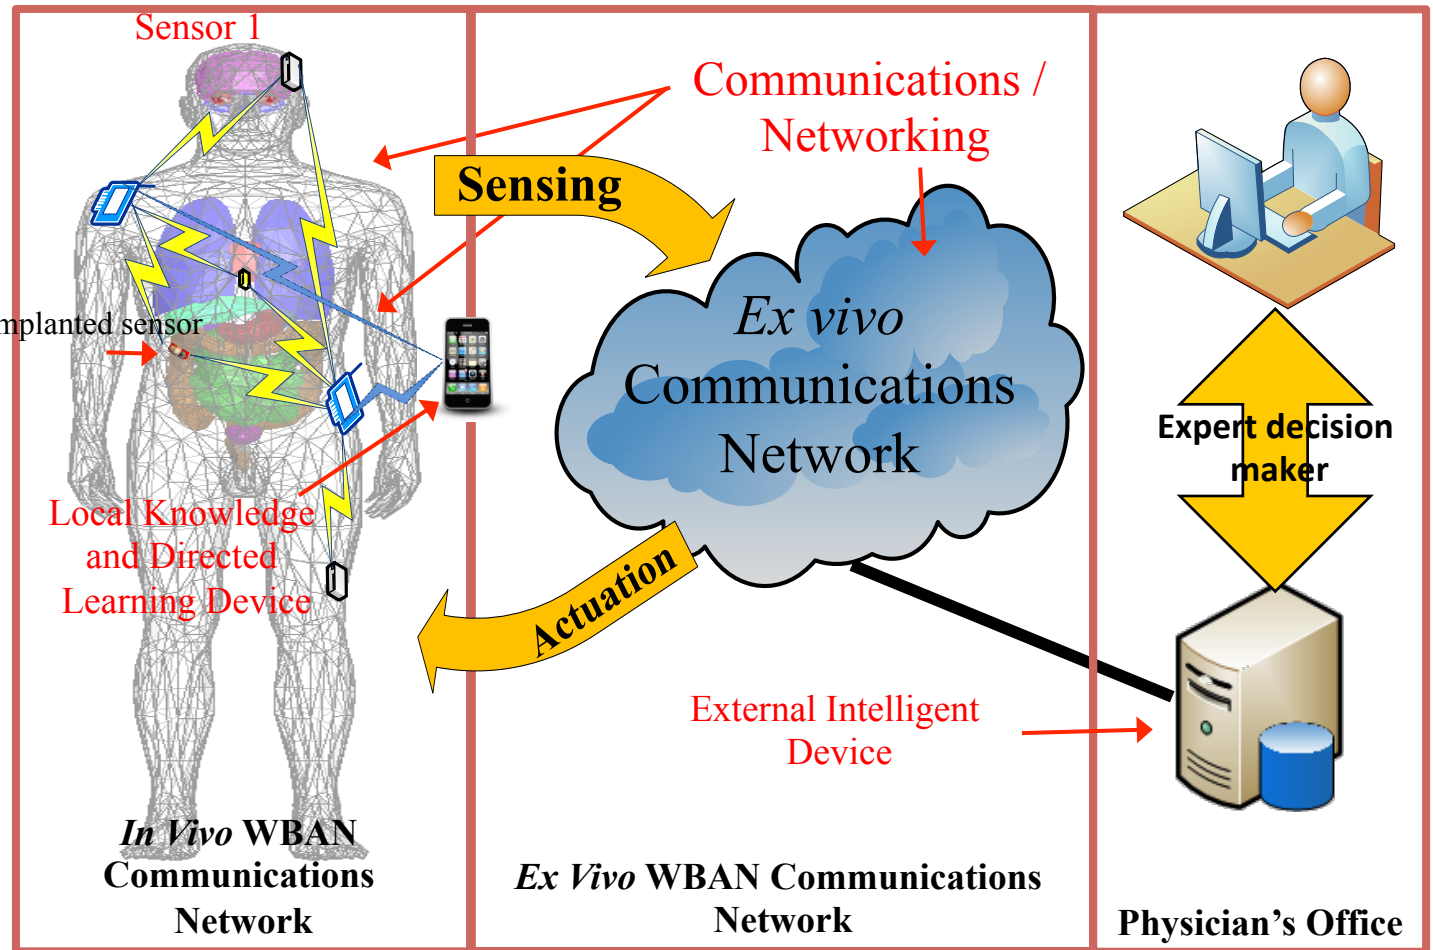 Sensor 1
Communications /
Networking
Sensing
mplanted sensor
Ex vivo
Communications
Network
Expert decision
maker
Local Knowledge
and Directed
Learning Device
Actuation
External Intelligent
Device
In Vivo WBAN
Communications
Network
Ex Vivo WBAN Communications
Network
Physician’s Office